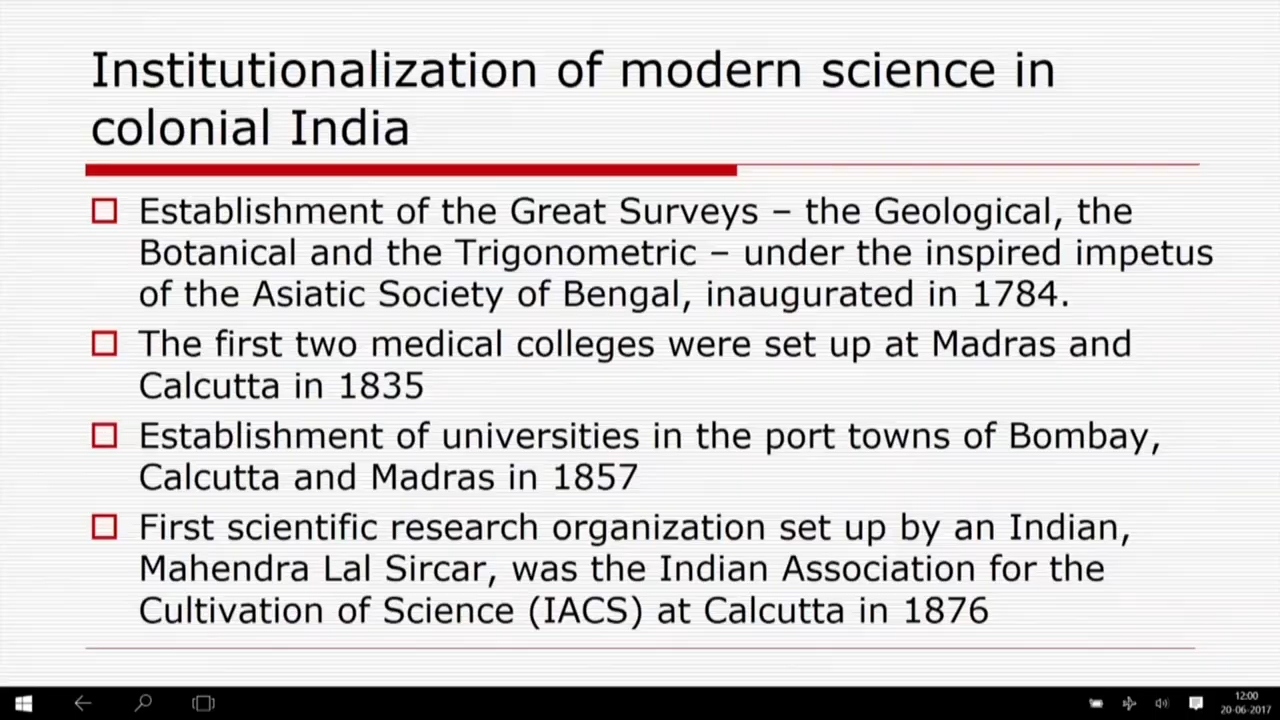 Institutionalization of modern science in
colonial India
Establishment of the Great Surveys – the Geological, the
Botanical and the Trigonometric – under the inspired impetus
of the Asiatic Society of Bengal, inaugurated in 1784.
The first two medical colleges were set up at Madras and
Calcutta in 1835
Establishment of universities in the port towns of Bombay,
Calcutta and Madras in 1857
First scientific research organization set up by an Indian,
Mahendra Lal Sircar, was the Indian Association for the
Cultivation of Science (IACS) at Calcutta in 1876
12:00
20-06-2017